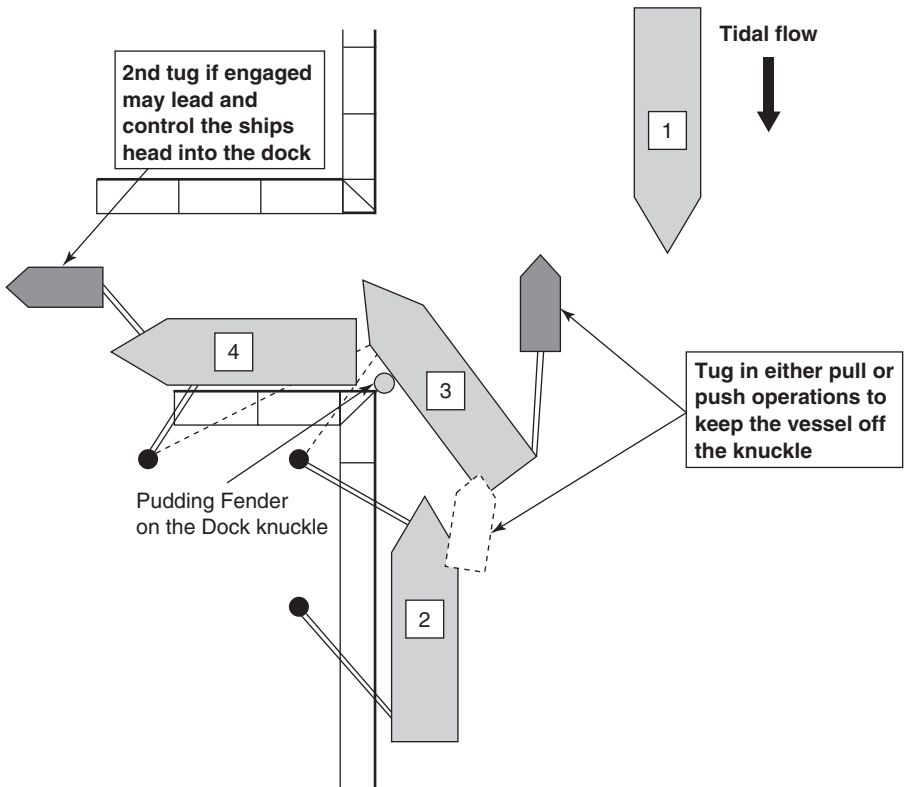 2nd tug if engaged
may lead and
control the ships
head into the dock
Tidal flow
1
4
3
Tug in either pull or
push operations to
keep the vessel off
the knuckle
Pudding Fender
on the Dock knuckle
2